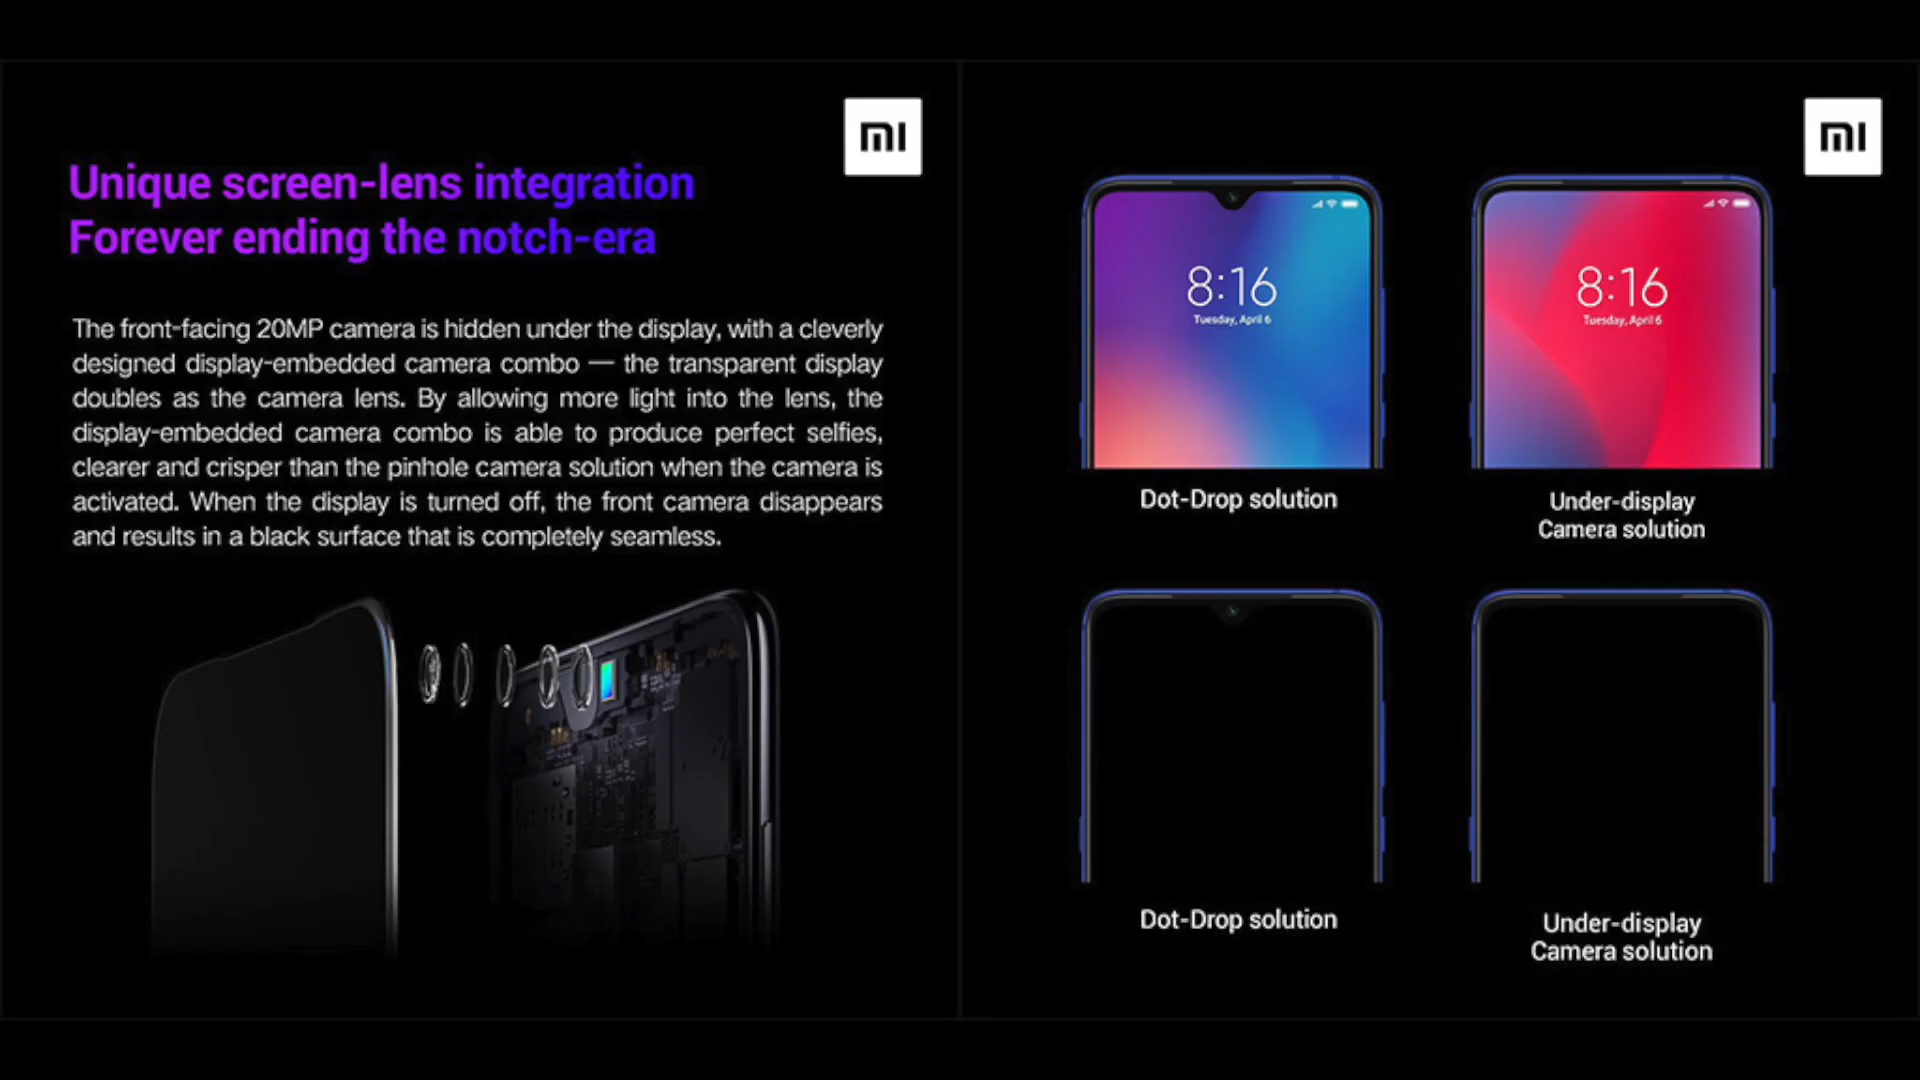 mi
Unique screen-lens integration
Forever ending the notch-era
The front-facing 20MP camera is hidden under the display, with a cleverly
designed display-embedded camera combo — the transparent display
doubles as the camera lens. By allowing more light into the lens, the
display-embedded camera combo is able to produce perfect selfies,
clearer and crisper than the pinhole camera solution when the camera is
activated. When the display is turned off, the front camera disappears
and results in a black surface that is completely seamless.
mi
8:16
Tuesday, April 6
Dot-Drop solution
8:16
Tuesday, April 6
Under-display
Camera solution
Dot-Drop solution
Under-display
Camera solution